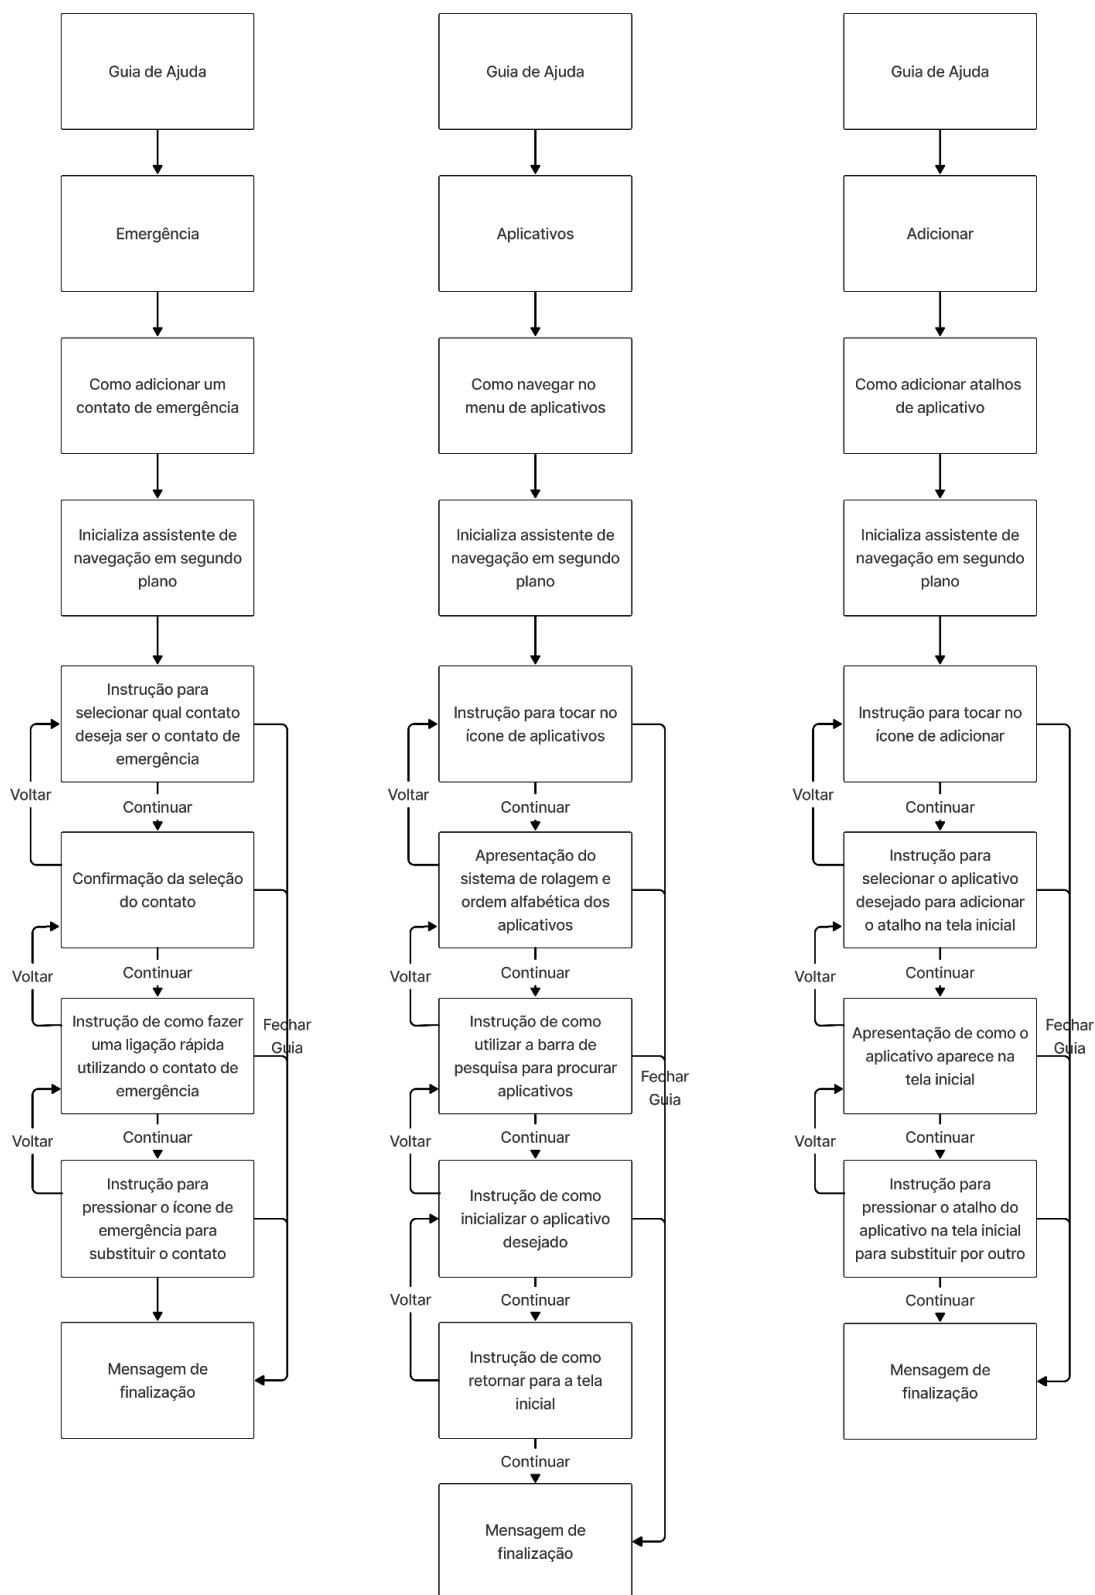 Guia de Ajuda
Emergência
Como adicionar um
contato de emergência
Inicializa assistente de
navegação em segundo
plano
Instrução para
selecionar qual contato
deseja ser o contato de
emergência
Voltar
Continuar
Confirmação da seleção
do contato
Voltar
Continuar
Instrução de como fazer
uma ligação rápida
utilizando o contato de
emergência
Fechar
Guia
Voltar
Continuar
Instrução para
pressionar o ícone de
emergência para
substituir o contato
Mensagem de
finalização
Guia de Ajuda
Aplicativos
Como navegar no
menu de aplicativos
Inicializa assistente de
navegação em segundo
plano
Instrução para tocar no
ícone de aplicativos
Voltar
Continuar
Apresentação do
sistema de rolagem e
ordem alfabética dos
aplicativos
Voltar
Continuar
Instrução de como
utilizar a barra de
pesquisa para procurar
aplicativos
Fechar
Guia
Voltar
Continuar
Instrução de como
inicializar o aplicativo
desejado
Voltar
Continuar
Instrução de como
retornar para a tela
inicial
Continuar
Mensagem de
finalização
Guia de Ajuda
Adicionar
Como adicionar atalhos
de aplicativo
Inicializa assistente de
navegação em segundo
plano
Instrução para tocar no
ícone de adicionar
Voltar
Continuar
Instrução para
selecionar o aplicativo
desejado para adicionar
o atalho na tela inicial
Voltar
Continuar
Apresentação de como o
aplicativo aparece na
tela inicial
Fechar
Guia
Voltar
Continuar
Instrução para
pressionar o atalho do
aplicativo na tela inicial
para substituir por outro
Continuar
Mensagem de
finalização